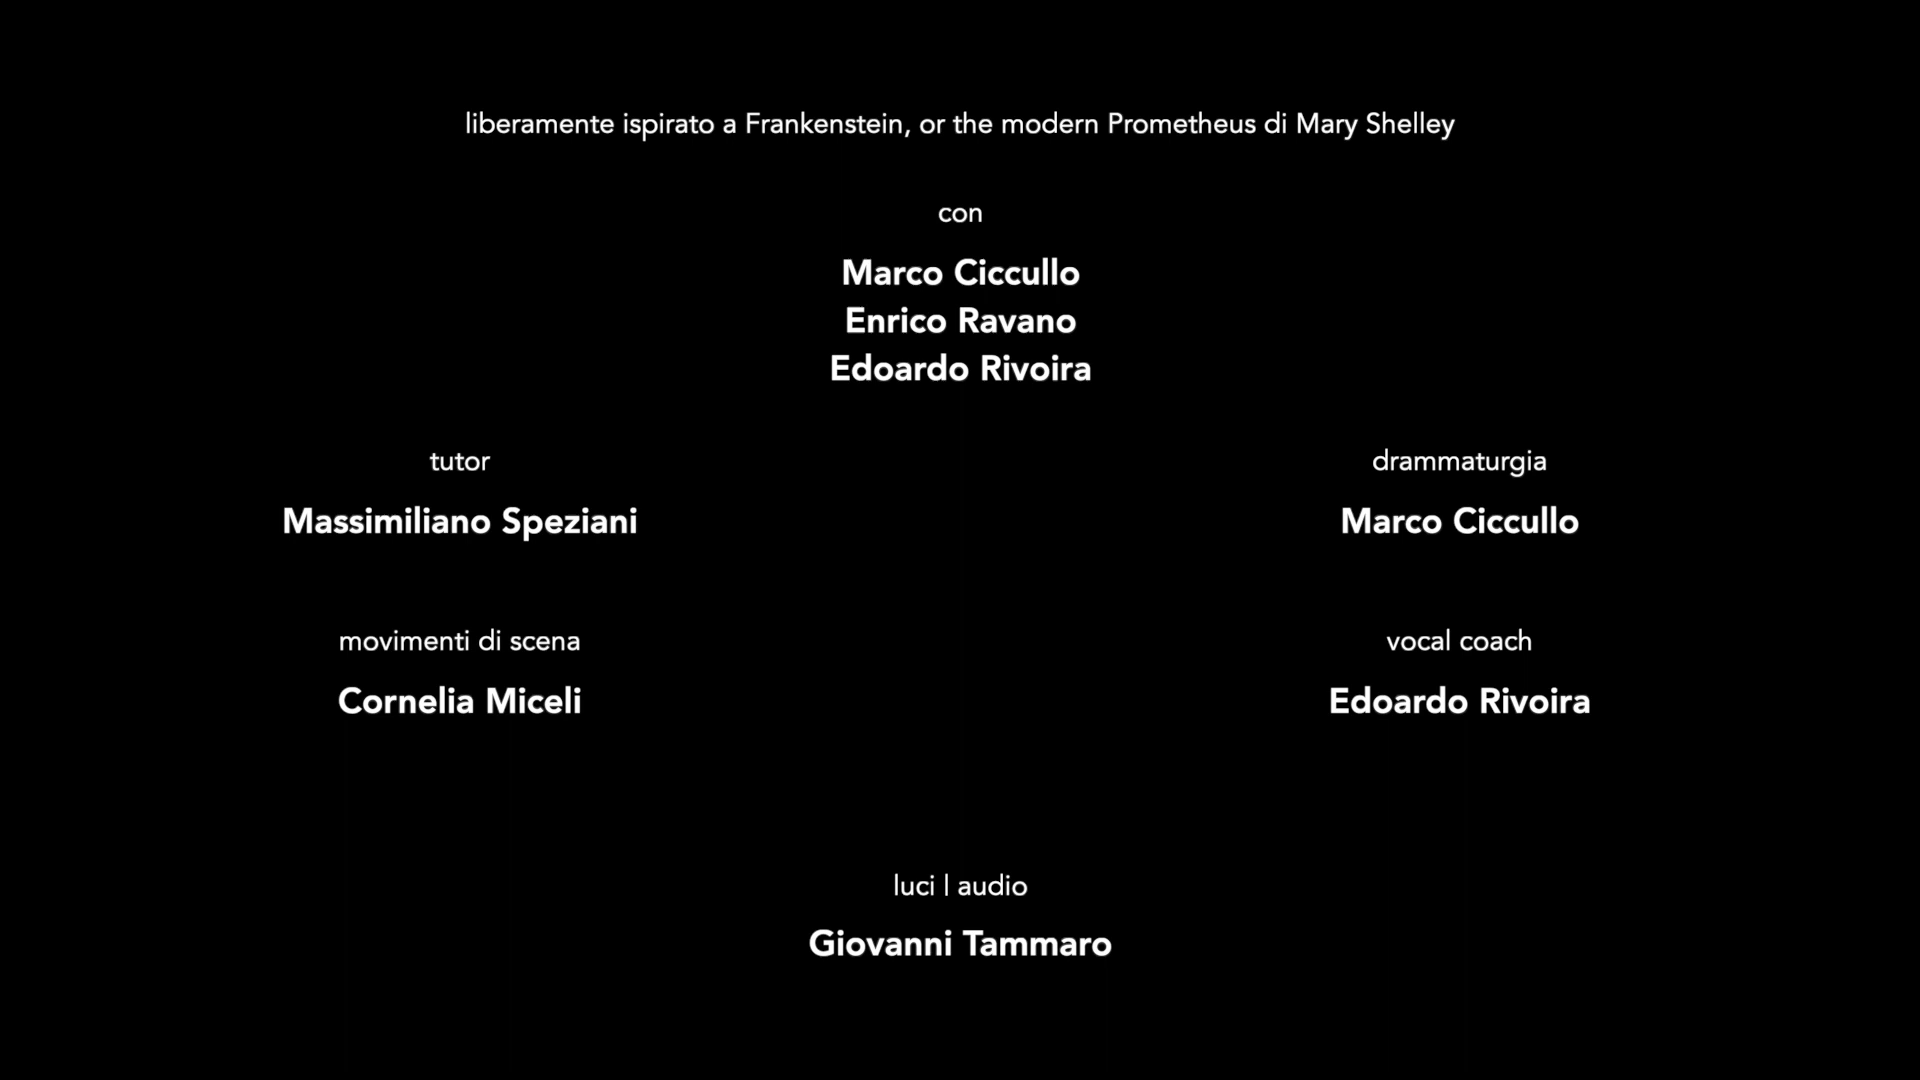 liberamente ispirato a Frankenstein, or the modern Prometheus di Mary Shelley
con
Marco Ciccullo
Enrico Ravano
Edoardo Rivoira
tutor
Massimiliano Speziani
drammaturgia
Marco Ciccullo
movimenti di scena
Cornelia Miceli
vocal coach
Edoardo Rivoira
luci | audio
Giovanni Tammaro